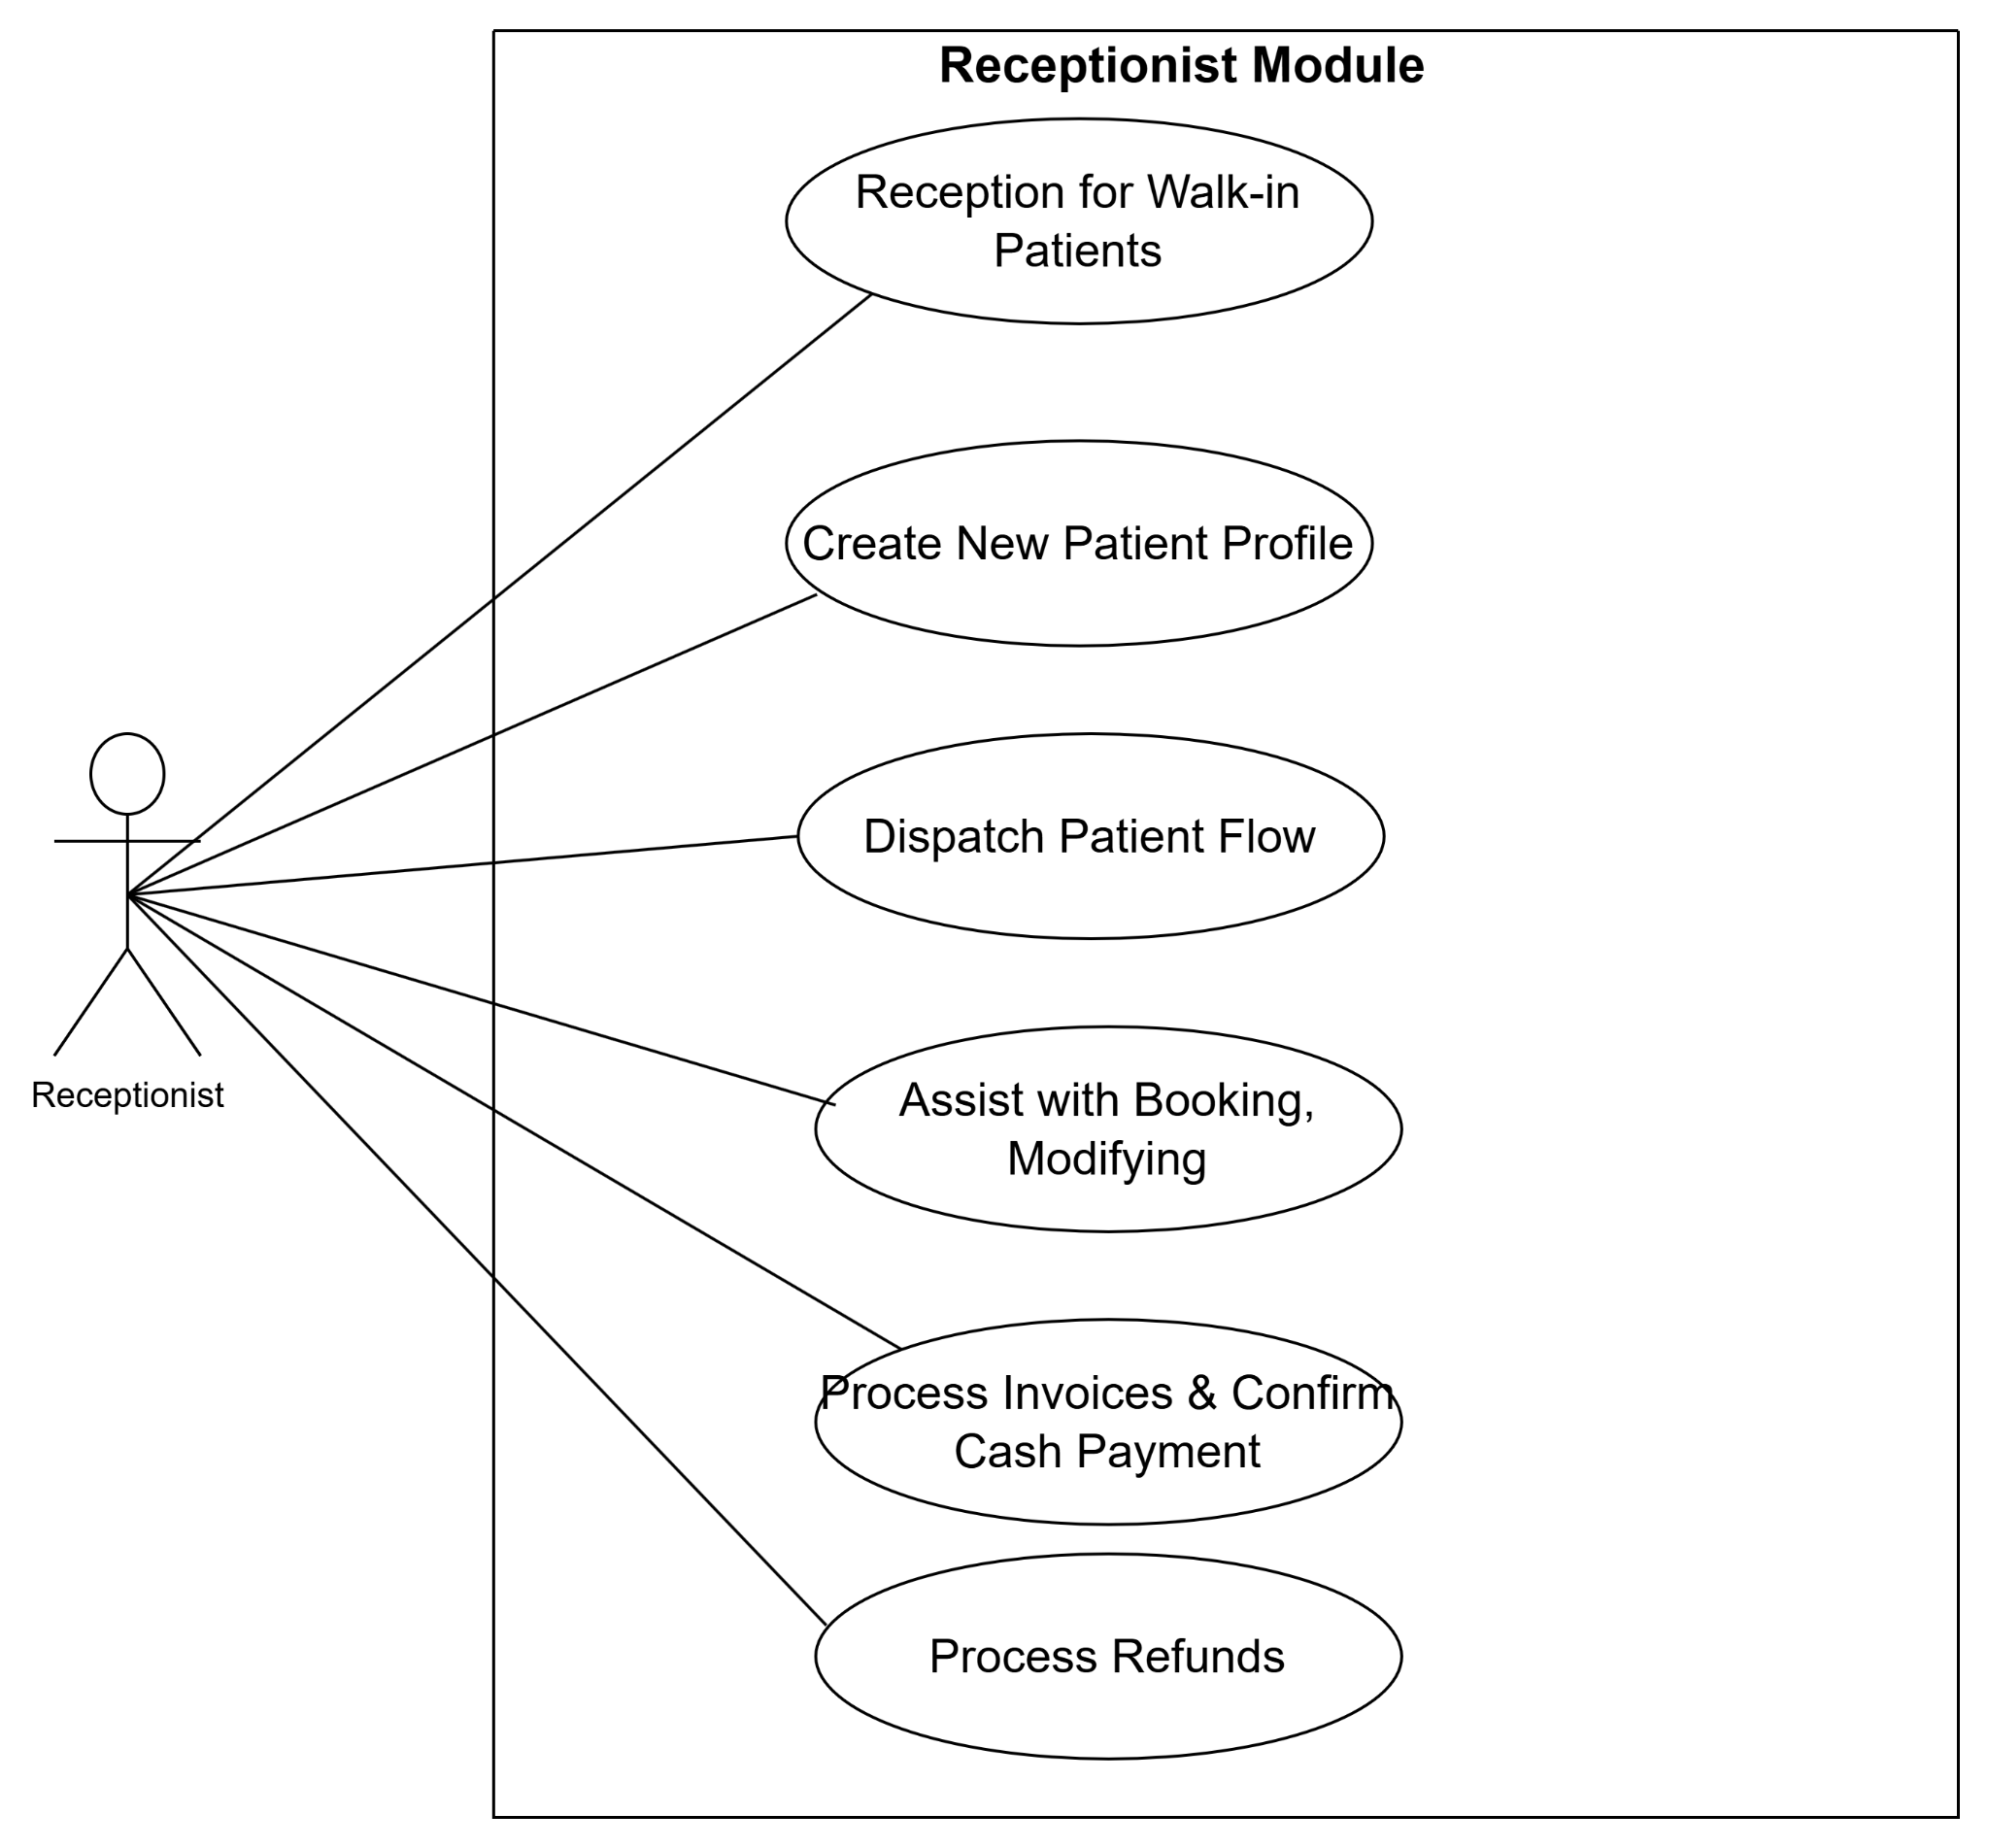 Receptionist Module
Reception for Walk-in
Patients
Create New Patient Profile
Dispatch Patient Flow
Receptionist
Assist with Booking,
Modifying
Process Invoices & Confirm
Cash Payment
Process Refunds